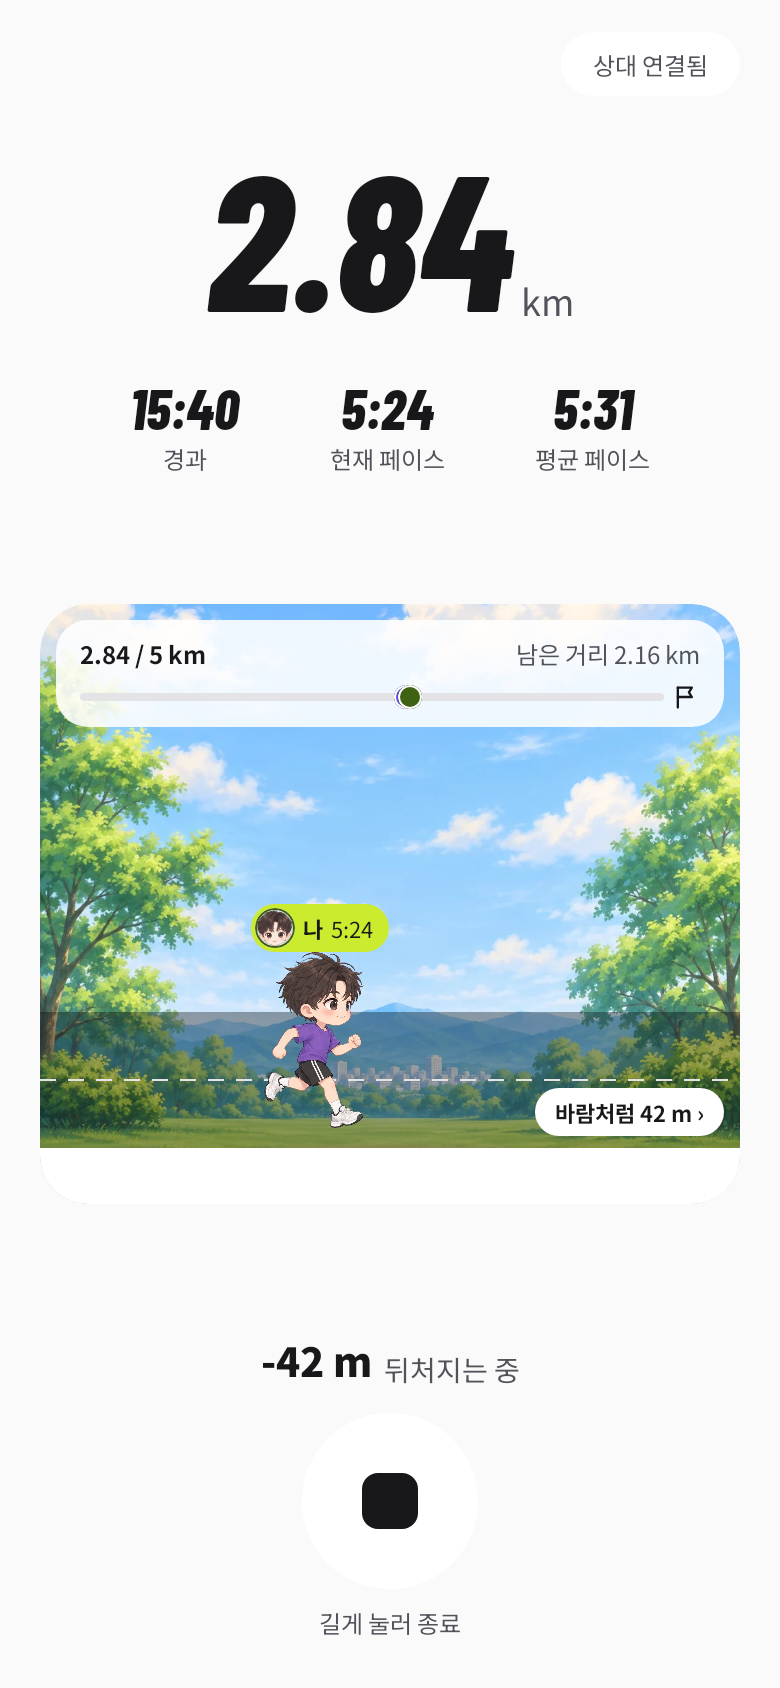 상대 연결됨
2.84 km
15:40 5:24 5:31
경과 현재 페이스 평균 페이스
2.84 / 5 km 남은 거리 2.16 km
나 5:24
바람처럼 42 m ›
-42 m 뒤처지는 중
길게 눌러 종료